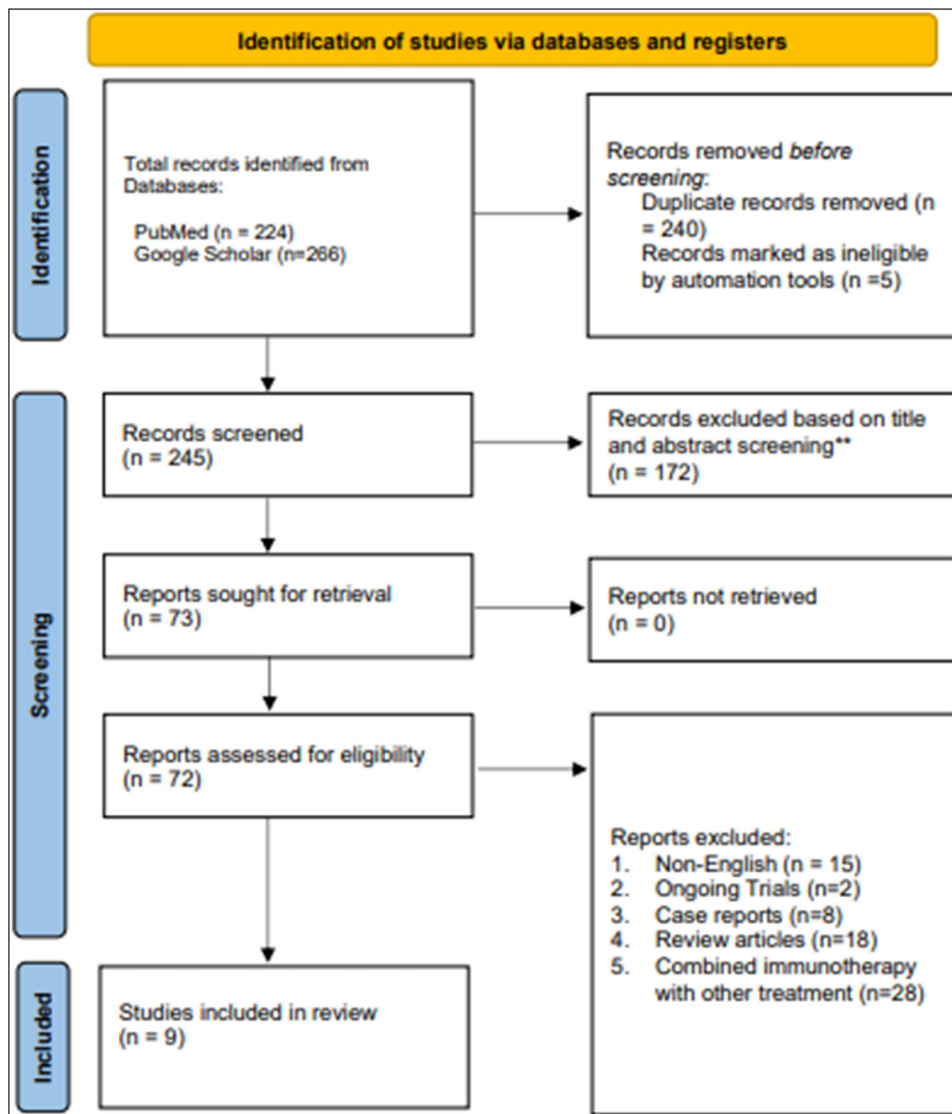 Identification of studies via databases and registers
Identification
Total records identified from
Databases:
PubMed (n = 224)
Google Scholar (n=266)
Records removed before
screening:
Duplicate records removed (n
= 240)
Records marked as ineligible
by automation tools (n =5)
Screening
Records screened
(n = 245)
Records excluded based on title
and abstract screening**
(n = 172)
Reports sought for retrieval
(n = 73)
Reports not retrieved
(n = 0)
Reports assessed for eligibility
(n = 72)
Reports excluded:
1. Non-English (n = 15)
2. Ongoing Trials (n=2)
3. Case reports (n=8)
4. Review articles (n=18)
5. Combined immunotherapy
with other treatment (n=28)
Included
Studies included in review
(n = 9)